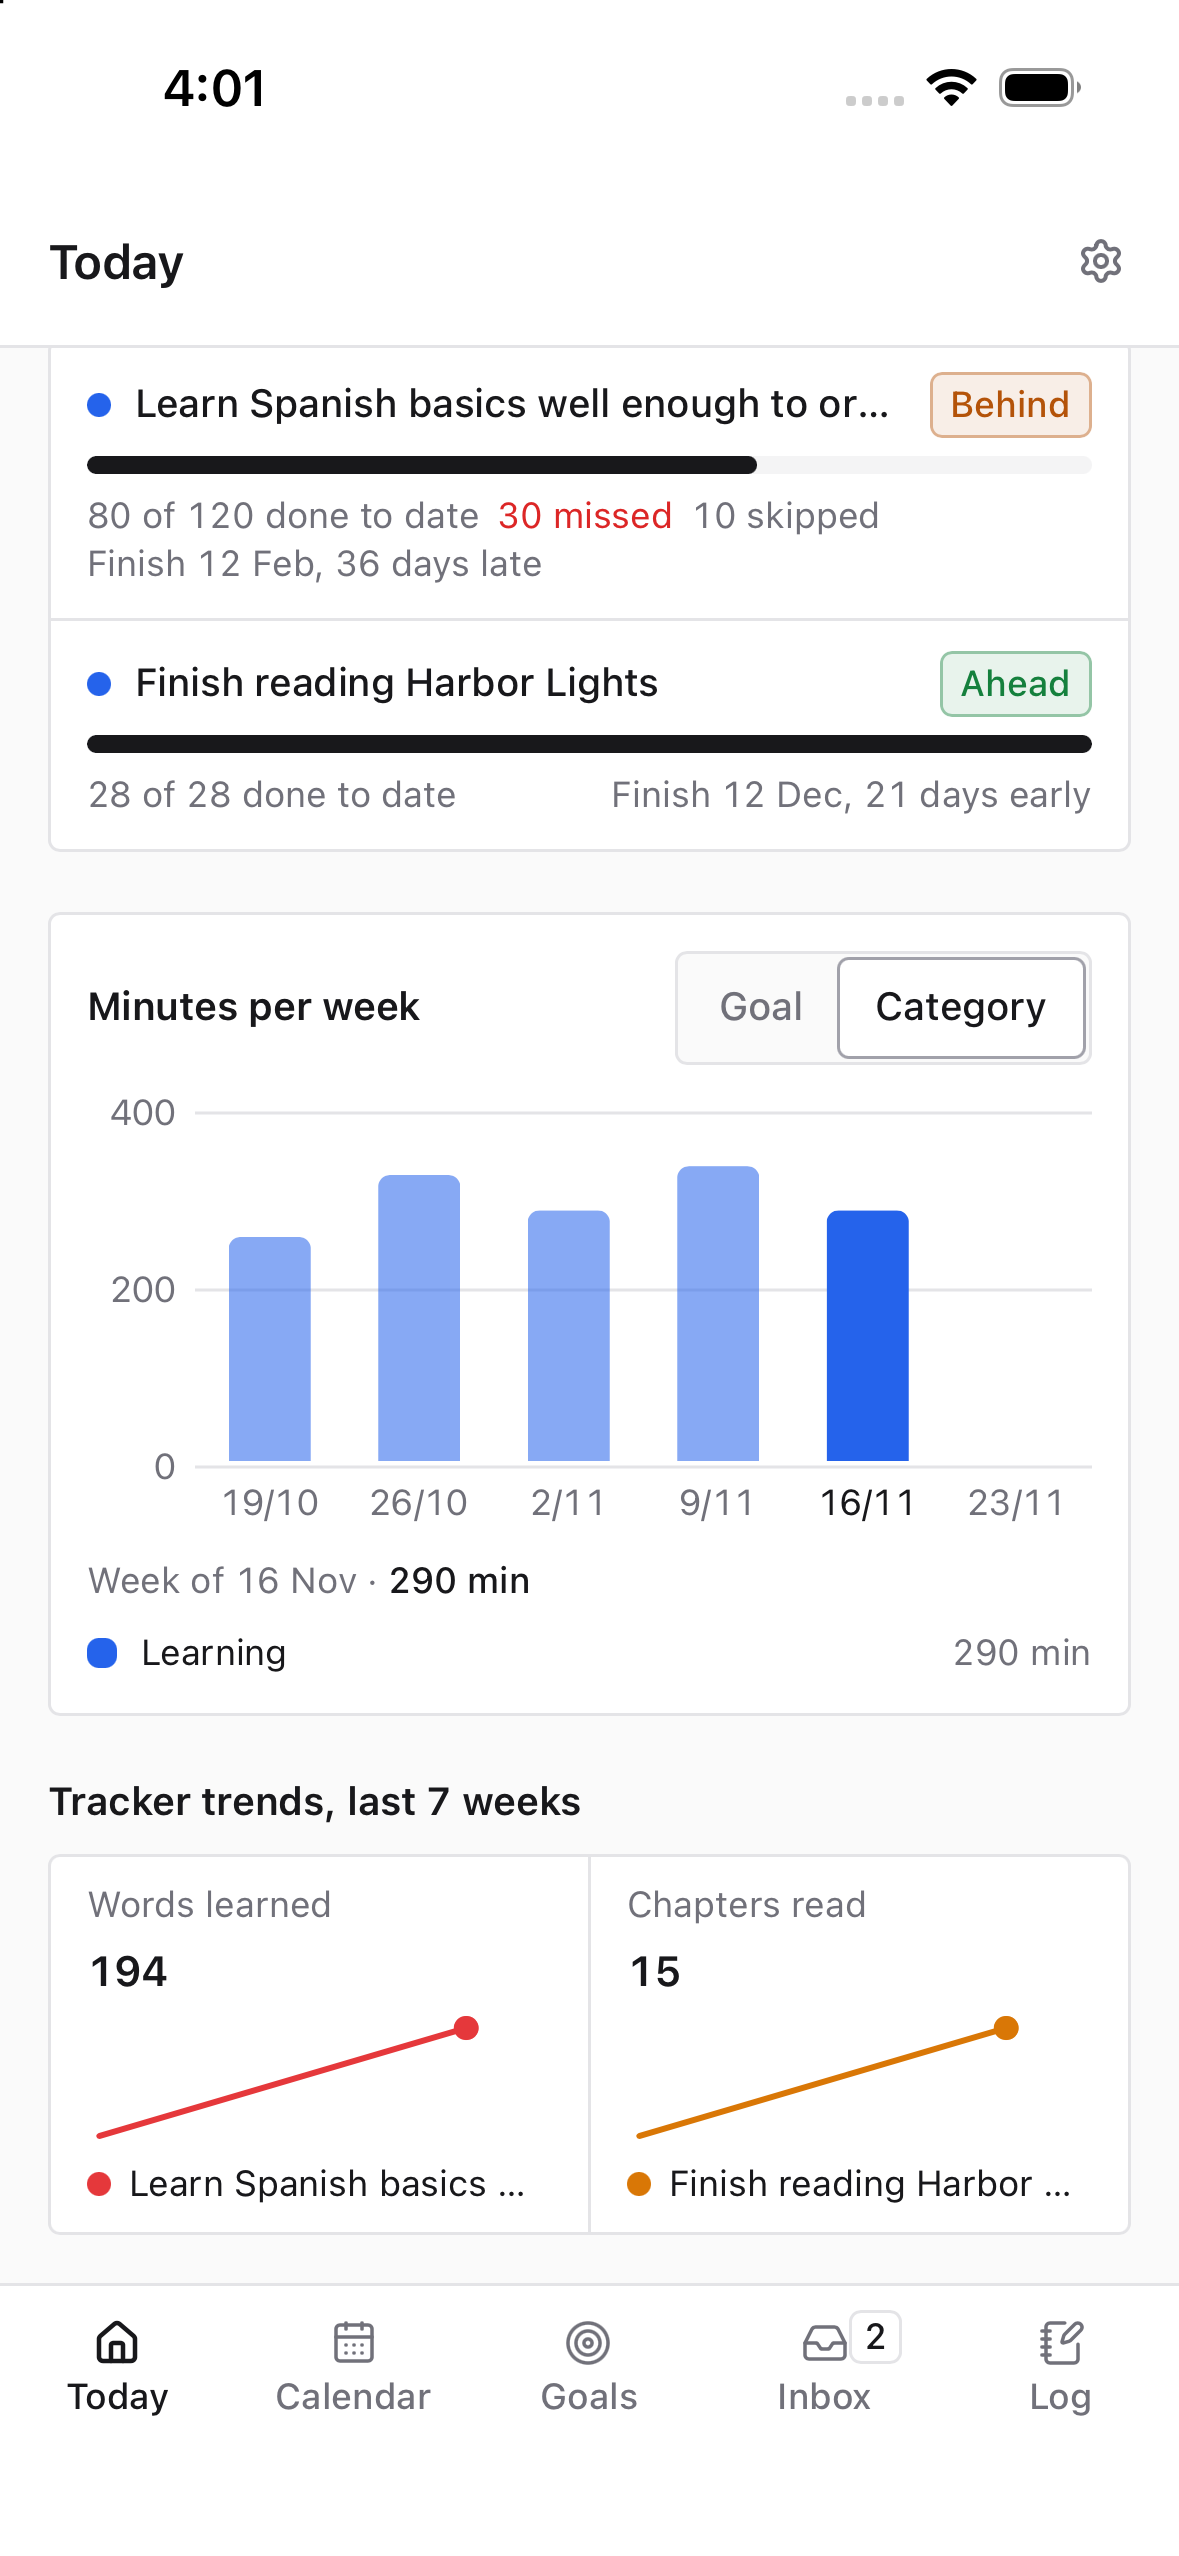 4:01
Today
Learn Spanish basics well enough to or...
Behind
80 of 120 done to date 30 missed 10 skipped
Finish 12 Feb, 36 days late
Finish reading Harbor Lights
Ahead
28 of 28 done to date
Finish 12 Dec, 21 days early
Minutes per week
Goal
Category
400
200
0
19/10 26/10 2/11 9/11 16/11 23/11
Week of 16 Nov · 290 min
Learning
290 min
Tracker trends, last 7 weeks
Words learned
194
Learn Spanish basics ...
Chapters read
15
Finish reading Harbor ...
Today
Calendar
Goals
2
Inbox
Log